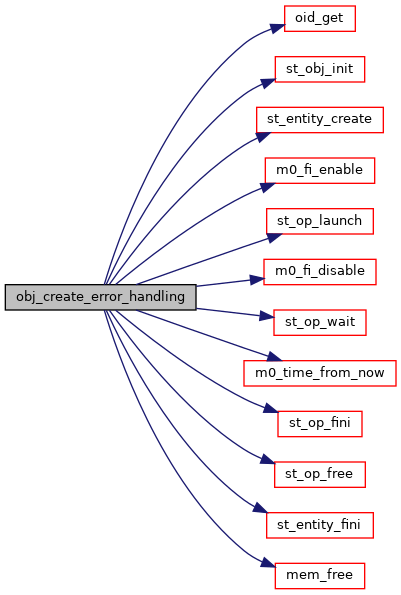 oid_get
st_obj_init
st_entity_create
m0_fi_enable
st_op_launch
m0_fi_disable
obj_create_error_handling
st_op_wait
m0_time_from_now
st_op_fini
st_op_free
st_entity_fini
mem_free